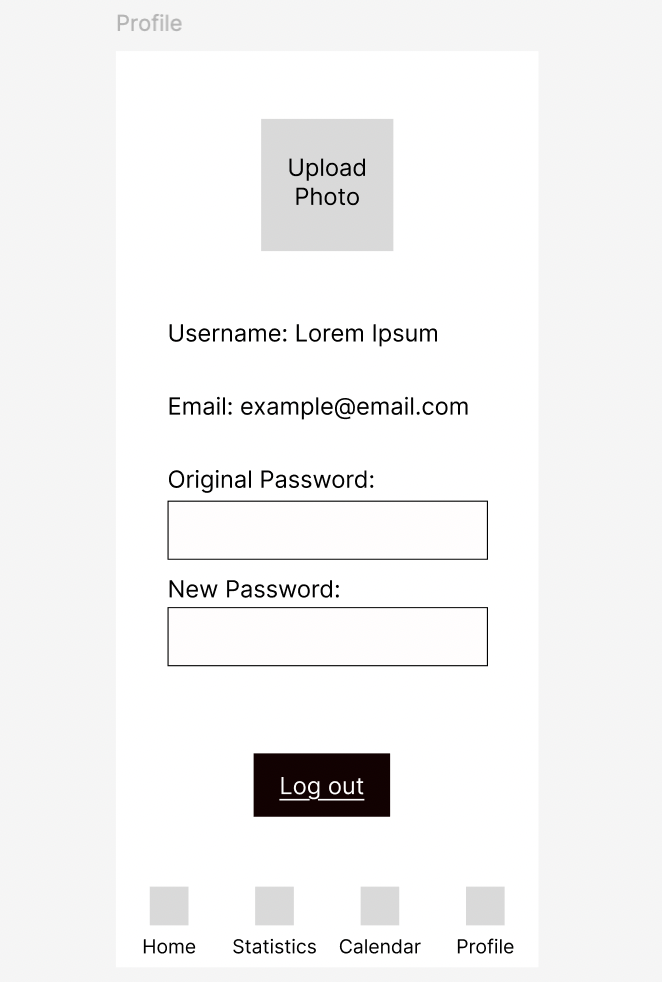 Profile
Upload
Photo
Username: Lorem Ipsum
Email: example@email.com
Original Password:
New Password:
Log out
Home Statistics Calendar Profile